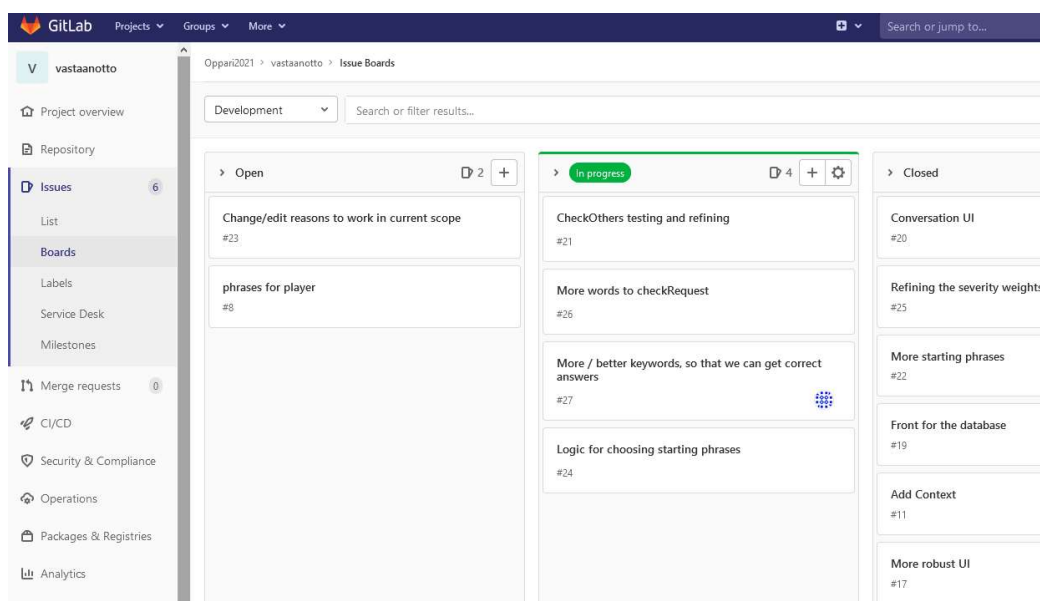 GitLab Projects Groups More Search or jump to...
V vastaanotto
Oppari2021 > vastaanotto > Issue Boards
Project overview
Repository
Issues 6
List
Boards
Labels
Service Desk
Milestones
Merge requests 0
CI/CD
Security & Compliance
Operations
Packages & Registries
Analytics
Development Search or filter results...
Open 2
Change/edit reasons to work in current scope
#23
phrases for player
#8
In progress 4
CheckOthers testing and refining
#21
More words to checkRequest
#26
More / better keywords, so that we can get correct
answers
#27
Logic for choosing starting phrases
#24
Closed
Conversation UI
#20
Refining the severity weights
#25
More starting phrases
#22
Front for the database
#19
Add Context
#11
More robust UI
#17